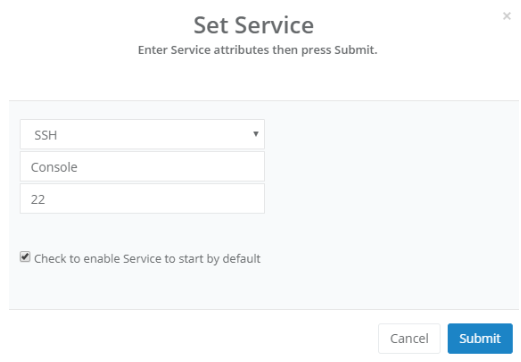 Set Service
×
Enter Service attributes then press Submit.
SSH
Console
22
Check to enable Service to start by default
Cancel
Submit